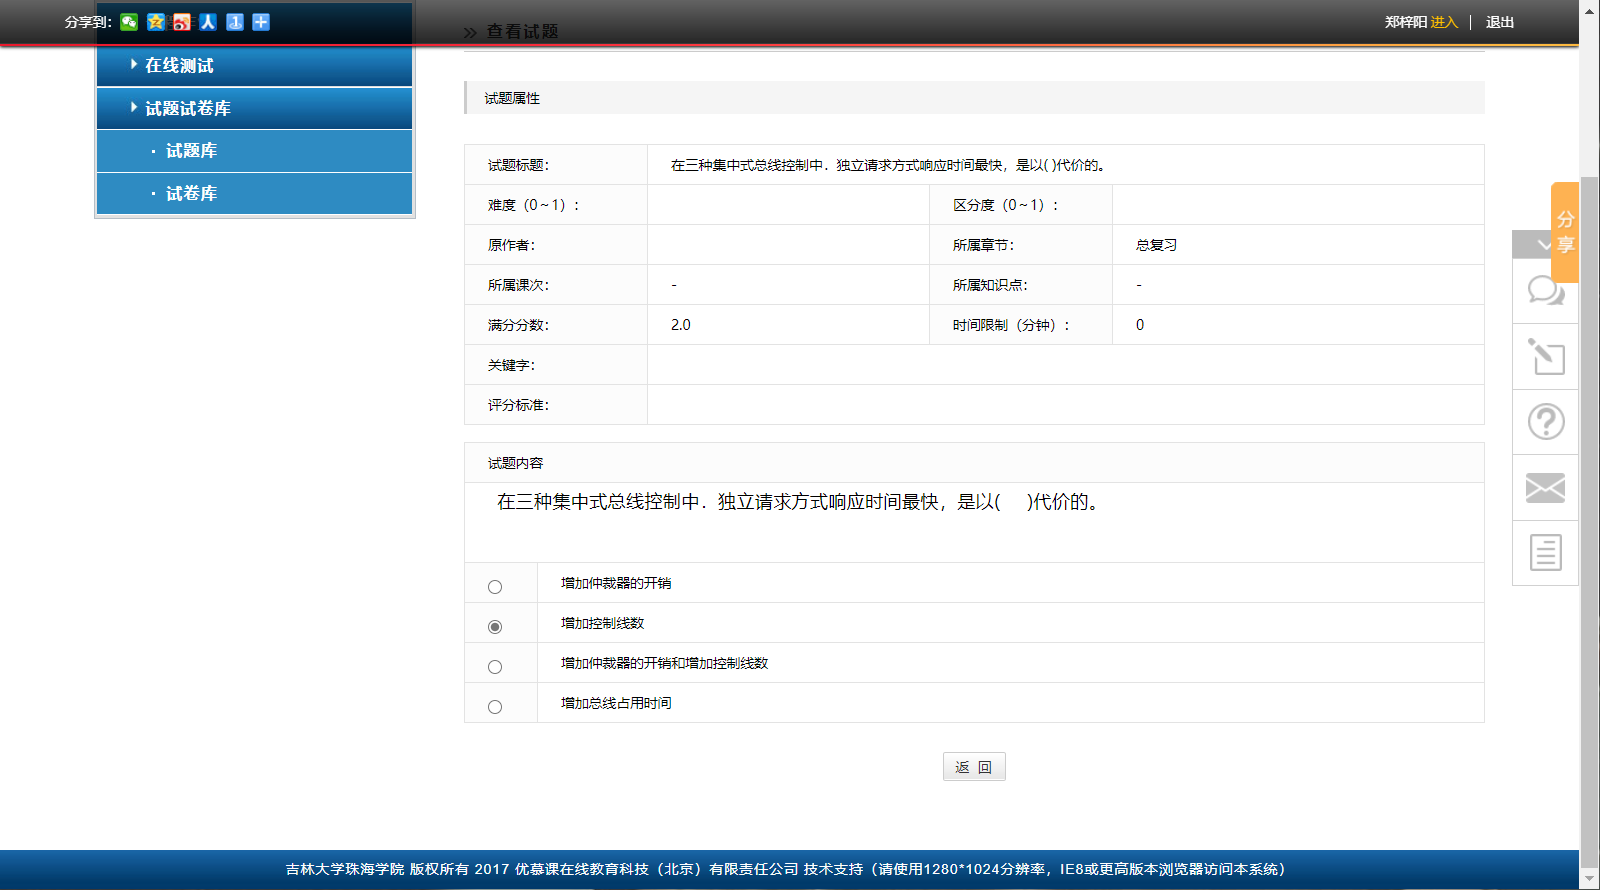 分享到:
郑梓阳 进入 | 退出
查看试题
在线测试
试题试卷库
· 试题库
· 试卷库
试题属性
试题标题: 在三种集中式总线控制中．独立请求方式响应时间最快，是以( )代价的。
难度（0～1）: 区分度（0～1）:
原作者: 所属章节: 总复习
所属课次: - 所属知识点: -
满分分数: 2.0 时间限制（分钟）: 0
关键字:
评分标准:
试题内容
在三种集中式总线控制中．独立请求方式响应时间最快，是以( )代价的。
增加仲裁器的开销
增加控制线数
增加仲裁器的开销和增加控制线数
增加总线占用时间
返 回
分
享
吉林大学珠海学院 版权所有 2017 优慕课在线教育科技（北京）有限责任公司 技术支持（请使用1280*1024分辨率，IE8或更高版本浏览器访问本系统）